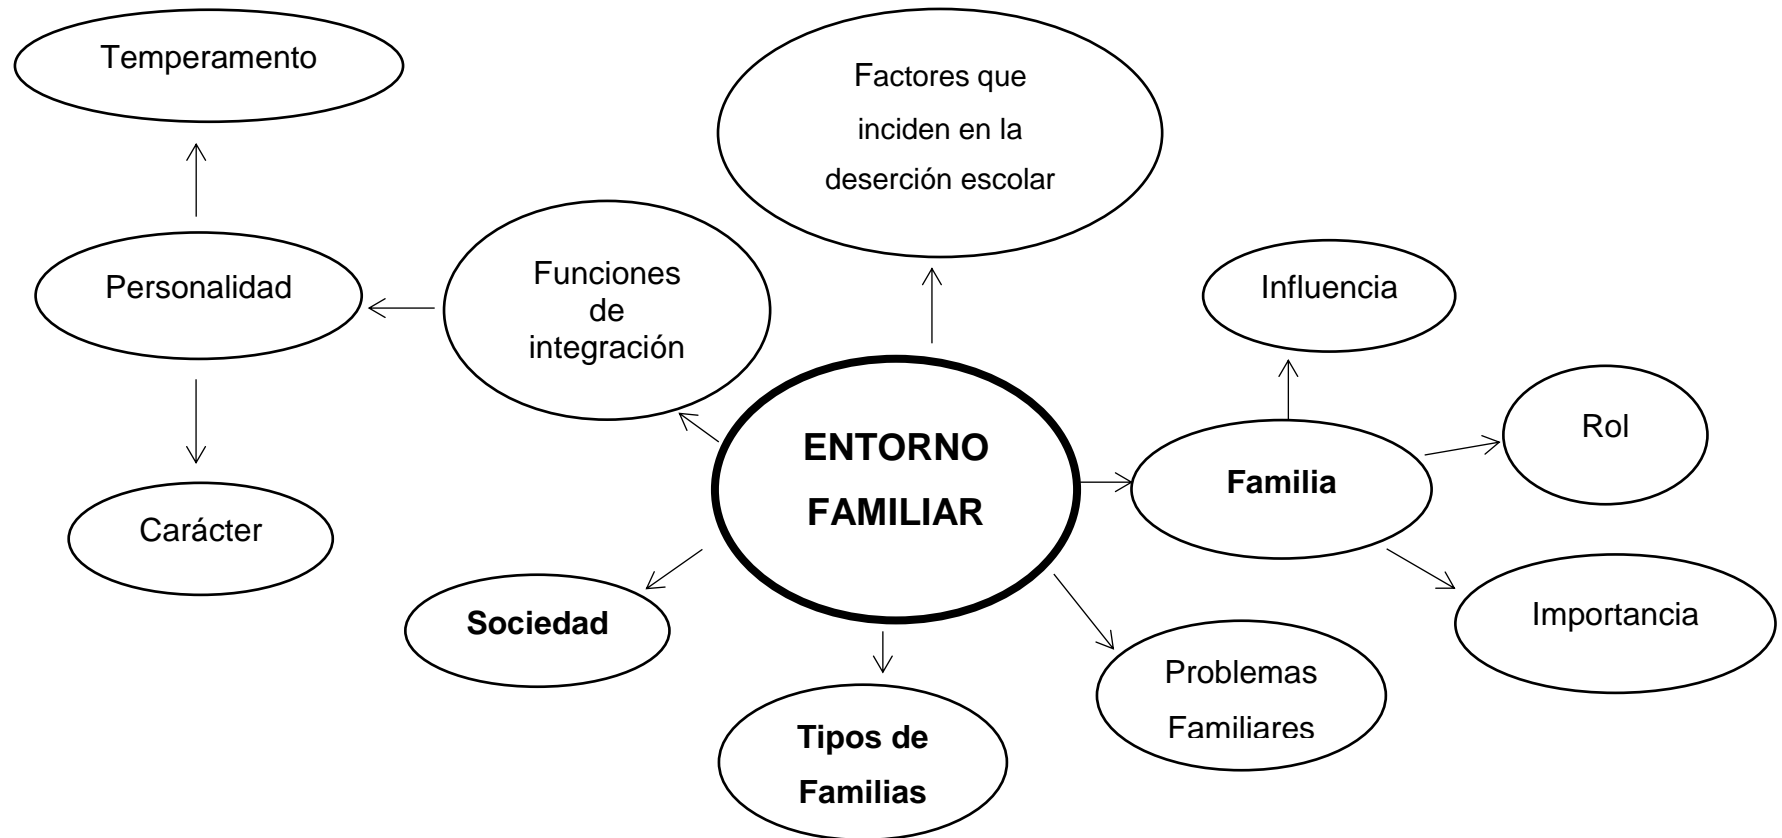 Temperamento
Factores que
inciden en la
deserción escolar
Personalidad
Funciones
de
integración
Influencia
ENTORNO
FAMILIAR
Familia
Rol
Carácter
Sociedad
Importancia
Tipos de
Familias
Problemas
Familiares